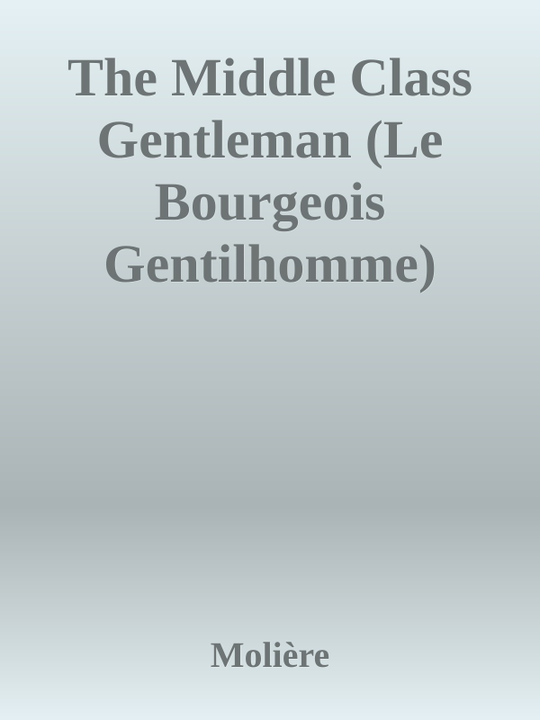 The Middle Class
Gentleman (Le
Bourgeois
Gentilhomme)
Molière